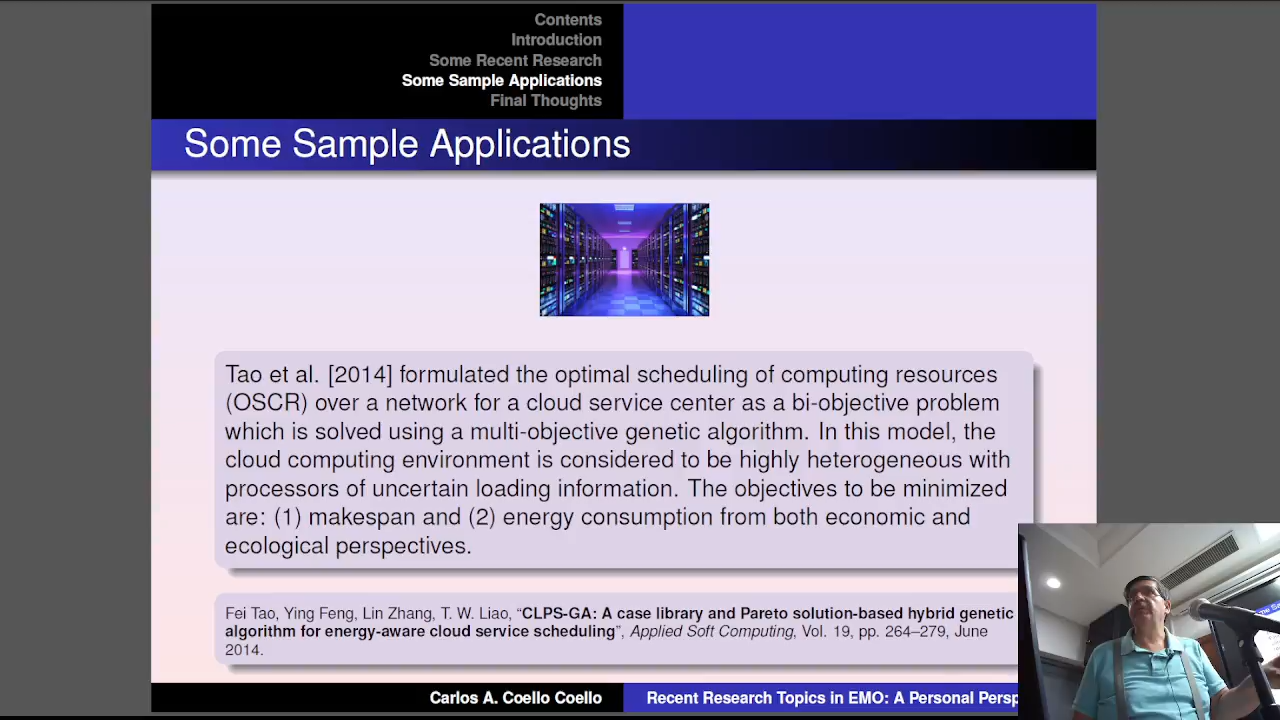 Contents
Introduction
Some Recent Research
Some Sample Applications
Final Thoughts
Some Sample Applications
Tao et al. [2014] formulated the optimal scheduling of computing resources
(OSCR) over a network for a cloud service center as a bi-objective problem
which is solved using a multi-objective genetic algorithm. In this model, the
cloud computing environment is considered to be highly heterogeneous with
processors of uncertain loading information. The objectives to be minimized
are: (1) makespan and (2) energy consumption from both economic and
ecological perspectives.
Fei Tao, Ying Feng, Lin Zhang, T. W. Liao, “CLPS-GA: A case library and Pareto solution-based hybrid genetic
algorithm for energy-aware cloud service scheduling”, Applied Soft Computing, Vol. 19, pp. 264–279, June
2014.
Carlos A. Coello Coello
Recent Research Topics in EMO: A Personal Persp